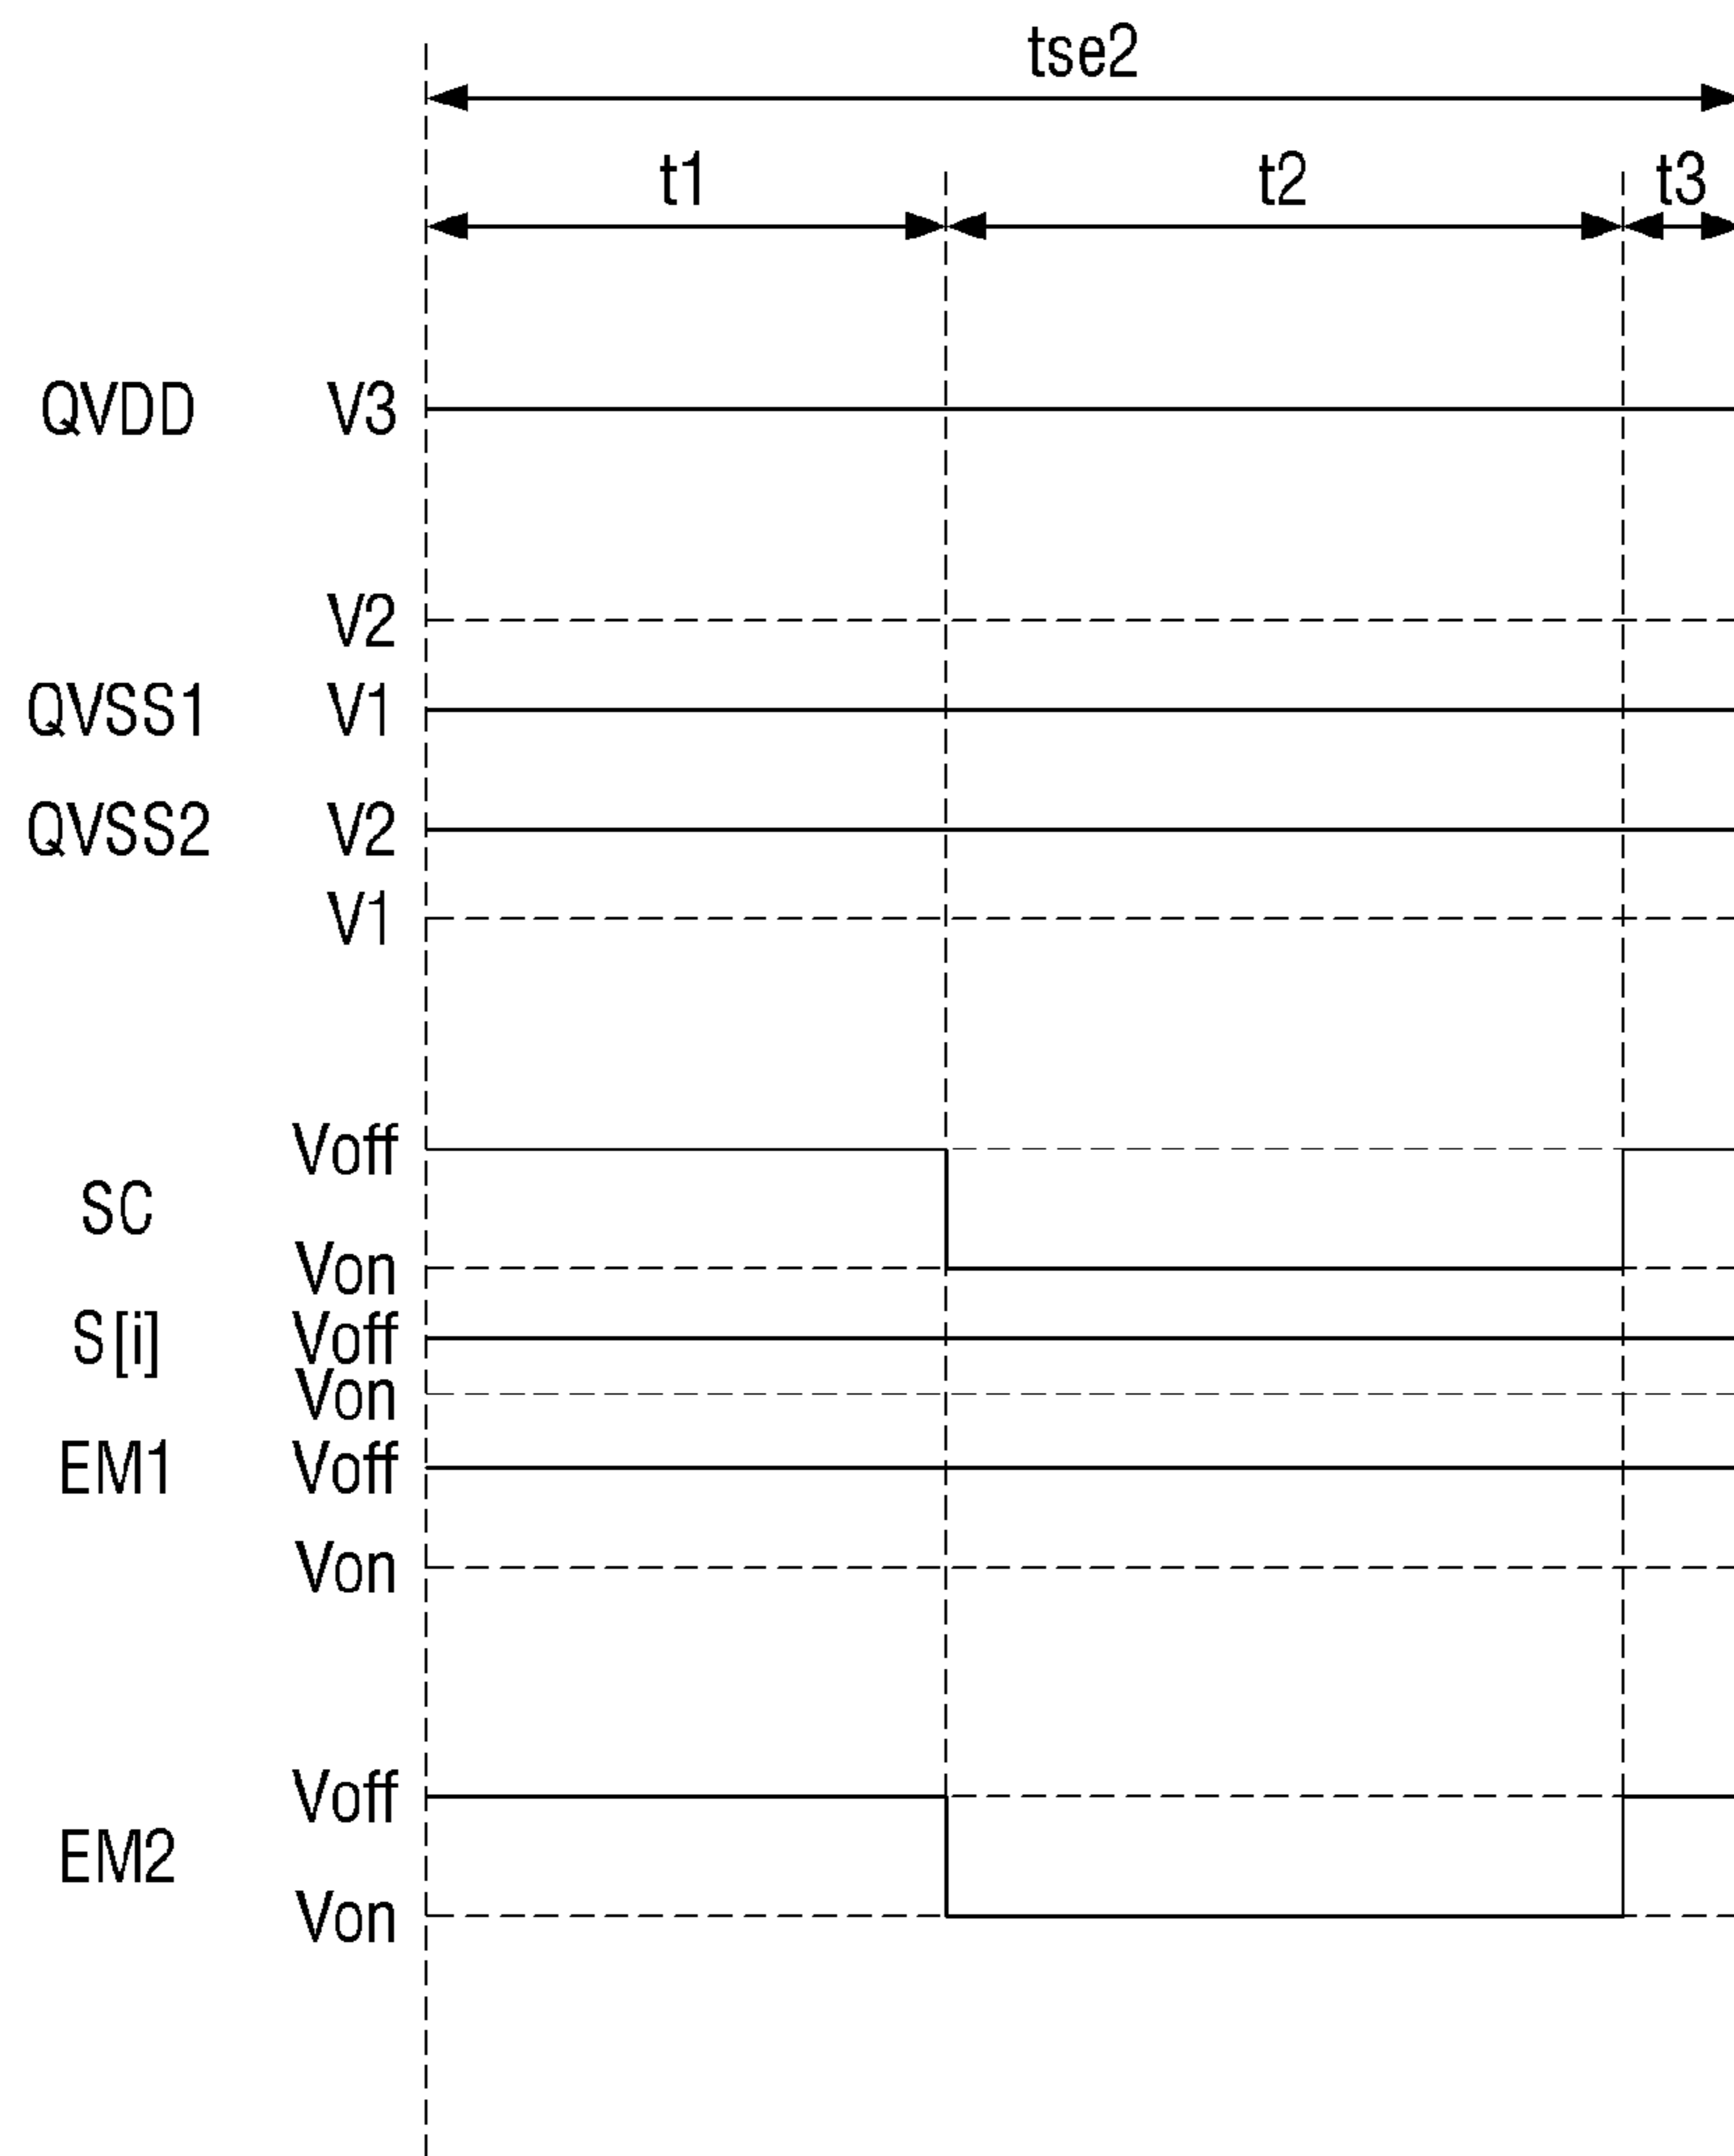 tse2
t1 t2 t3
QVDD V3
V2
QVSS1 V1
QVSS2 V2
V1
Voff
SC
Von
S[i] Voff
Von
EM1 Voff
Von
Voff
EM2
Von